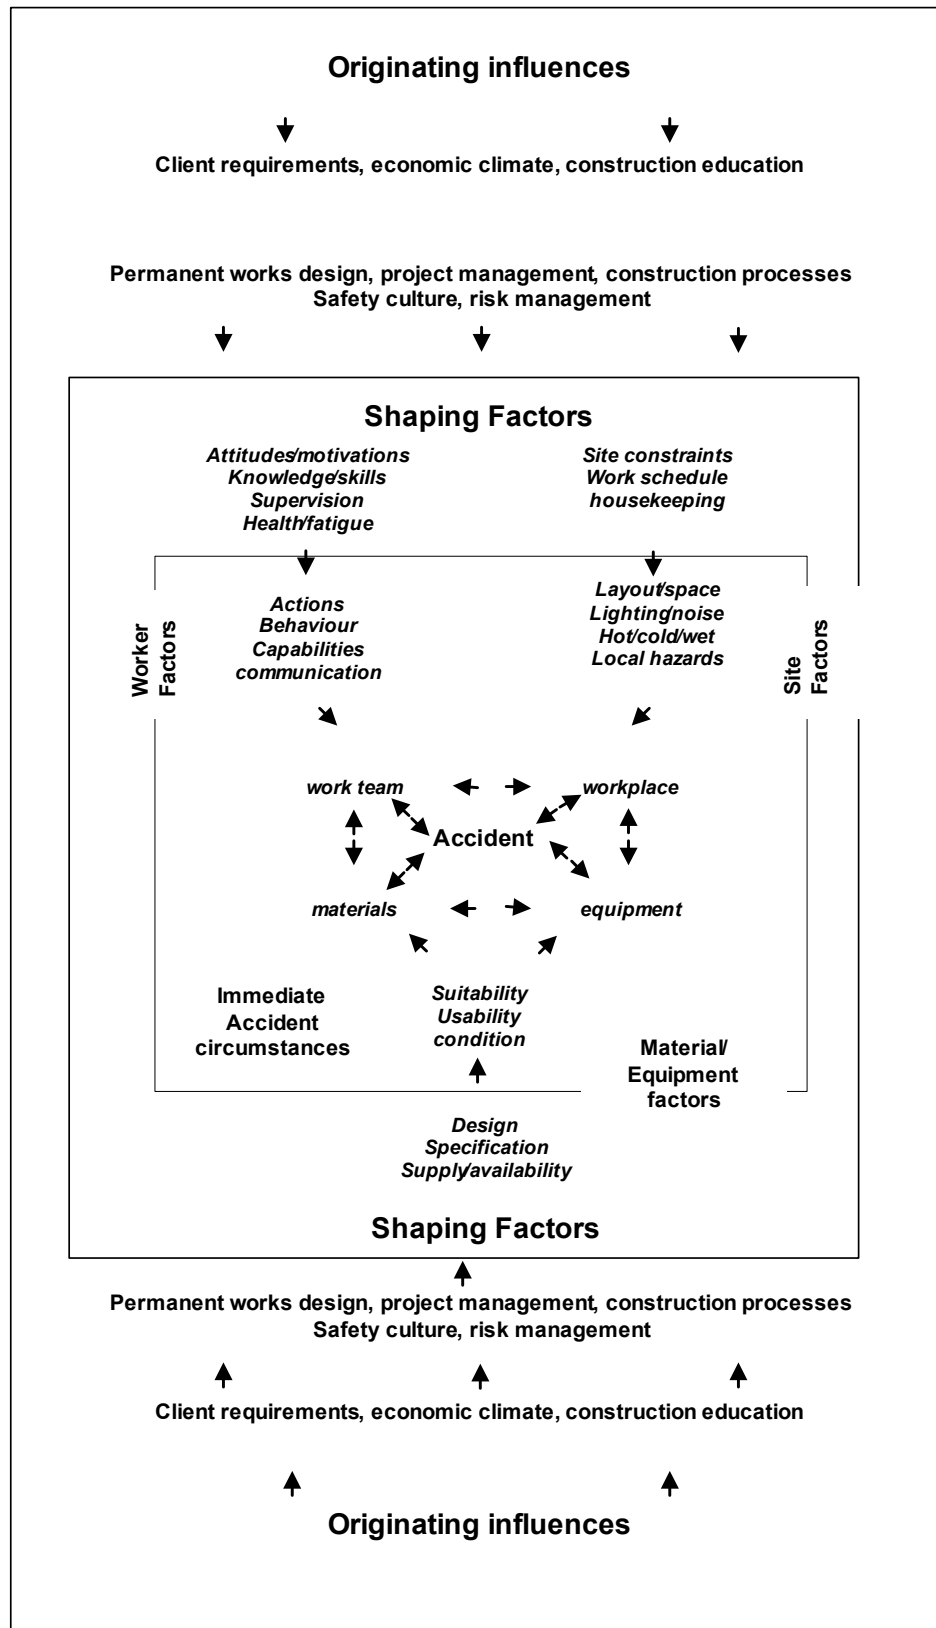 Originating influences
Client requirements, economic climate, construction education
Permanent works design, project management, construction processes
Safety culture, risk management
Shaping Factors
Attitudes/motivations
Knowledge/skills
Supervision
Health/fatigue
Site constraints
Work schedule
housekeeping
Worker
Factors
Actions
Behaviour
Capabilities
communication
Layout/space
Lighting/noise
Hot/cold/wet
Local hazards
Site
Factors
work team
workplace
Accident
materials
equipment
Immediate
Accident
circumstances
Suitability
Usability
condition
Material/
Equipment
factors
Design
Specification
Supply/availability
Shaping Factors
Permanent works design, project management, construction processes
Safety culture, risk management
Client requirements, economic climate, construction education
Originating influences